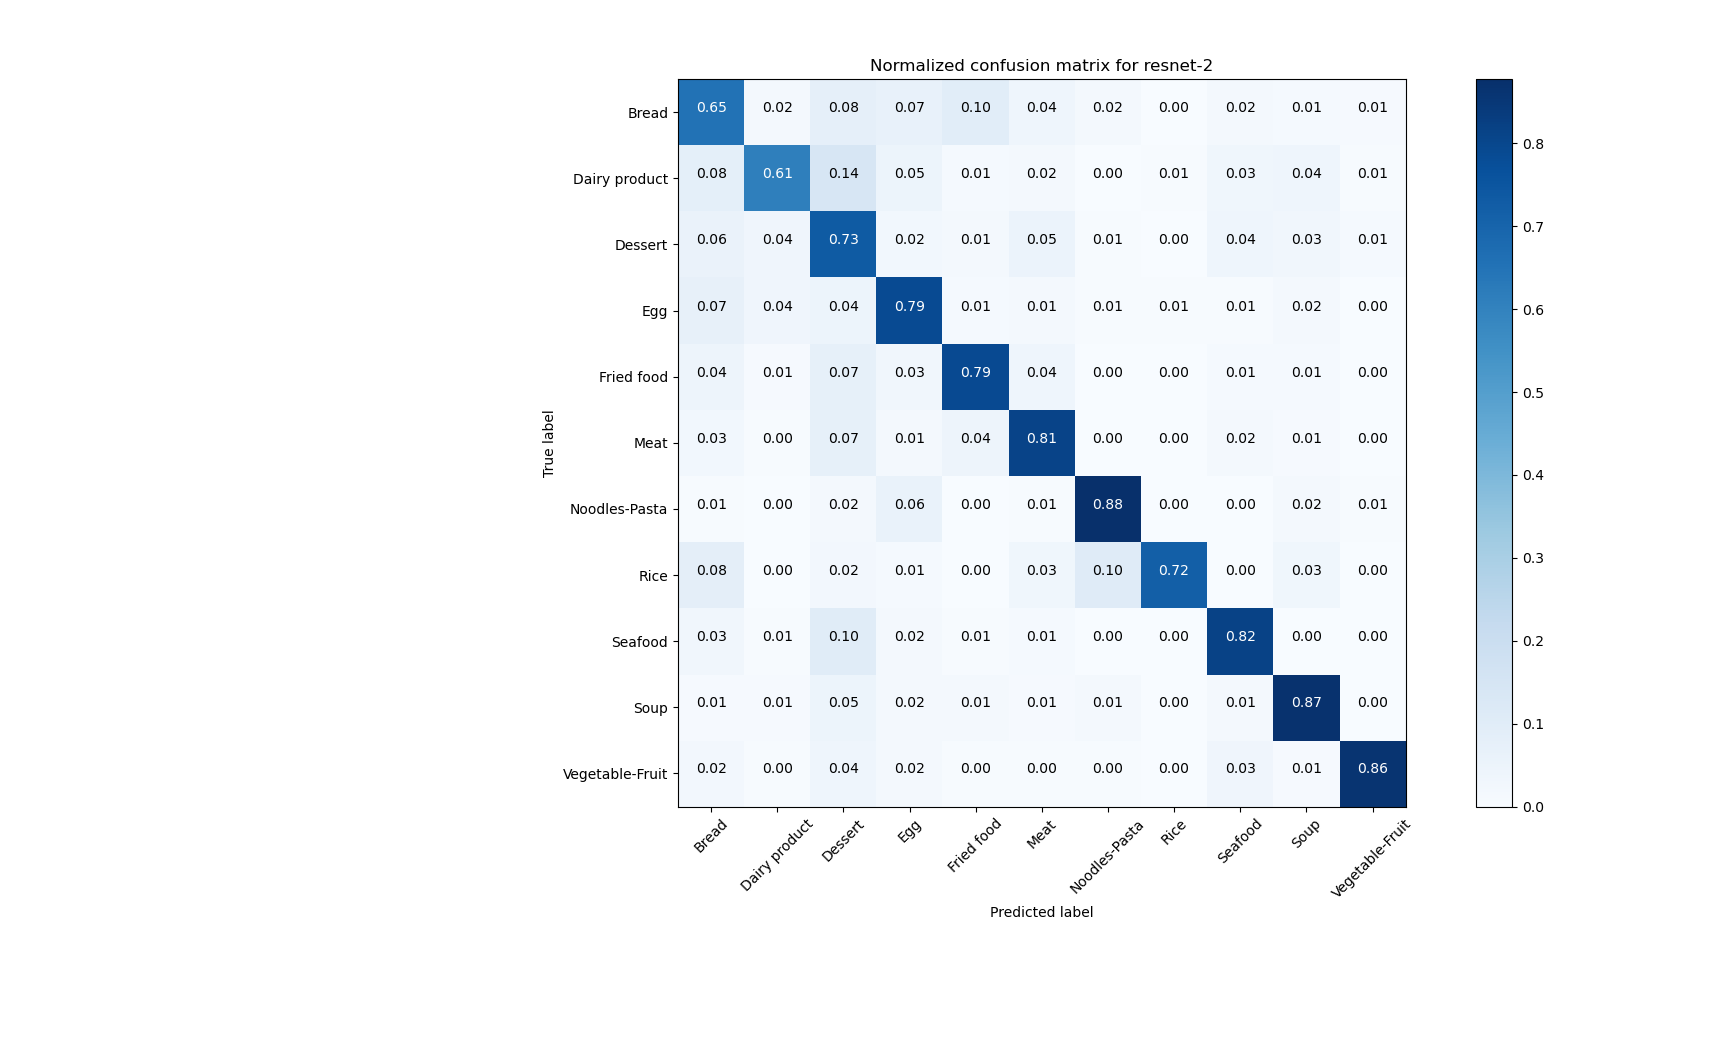 Normalized confusion matrix for resnet-2
True label
Bread 0.65 0.02 0.08 0.07 0.10 0.04 0.02 0.00 0.02 0.01 0.01
Dairy product 0.08 0.61 0.14 0.05 0.01 0.02 0.00 0.01 0.03 0.04 0.01
Dessert 0.06 0.04 0.73 0.02 0.01 0.05 0.01 0.00 0.04 0.03 0.01
Egg 0.07 0.04 0.04 0.79 0.01 0.01 0.01 0.01 0.01 0.02 0.00
Fried food 0.04 0.01 0.07 0.03 0.79 0.04 0.00 0.00 0.01 0.01 0.00
Meat 0.03 0.00 0.07 0.01 0.04 0.81 0.00 0.00 0.02 0.01 0.00
Noodles-Pasta 0.01 0.00 0.02 0.06 0.00 0.01 0.88 0.00 0.00 0.02 0.01
Rice 0.08 0.00 0.02 0.01 0.00 0.03 0.10 0.72 0.00 0.03 0.00
Seafood 0.03 0.01 0.10 0.02 0.01 0.01 0.00 0.00 0.82 0.00 0.00
Soup 0.01 0.01 0.05 0.02 0.01 0.01 0.01 0.00 0.01 0.87 0.00
Vegetable-Fruit 0.02 0.00 0.04 0.02 0.00 0.00 0.00 0.00 0.03 0.01 0.86
Bread Dairy product Dessert Egg Fried food Meat Noodles-Pasta Rice Seafood Soup Vegetable-Fruit
Predicted label
0.8
0.7
0.6
0.5
0.4
0.3
0.2
0.1
0.0